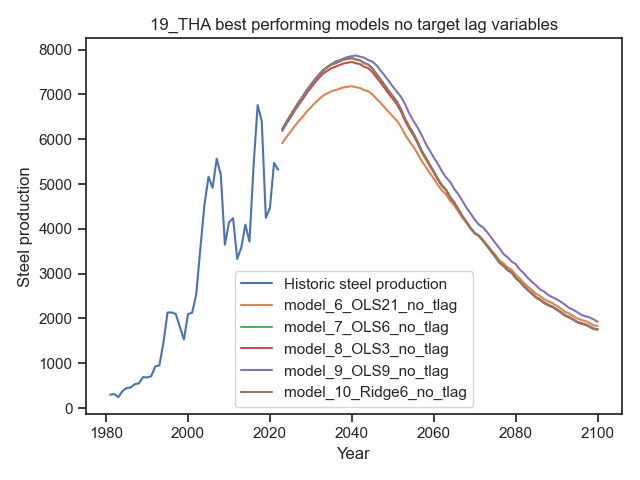 19_THA best performing models no target lag variables
8000
7000
6000
5000
4000
3000
2000
1000
0
Steel production
Historic steel production
model_6_OLS21_no_tlag
model_7_OLS6_no_tlag
model_8_OLS3_no_tlag
model_9_OLS9_no_tlag
model_10_Ridge6_no_tlag
1980 2000 2020 2040 2060 2080 2100
Year